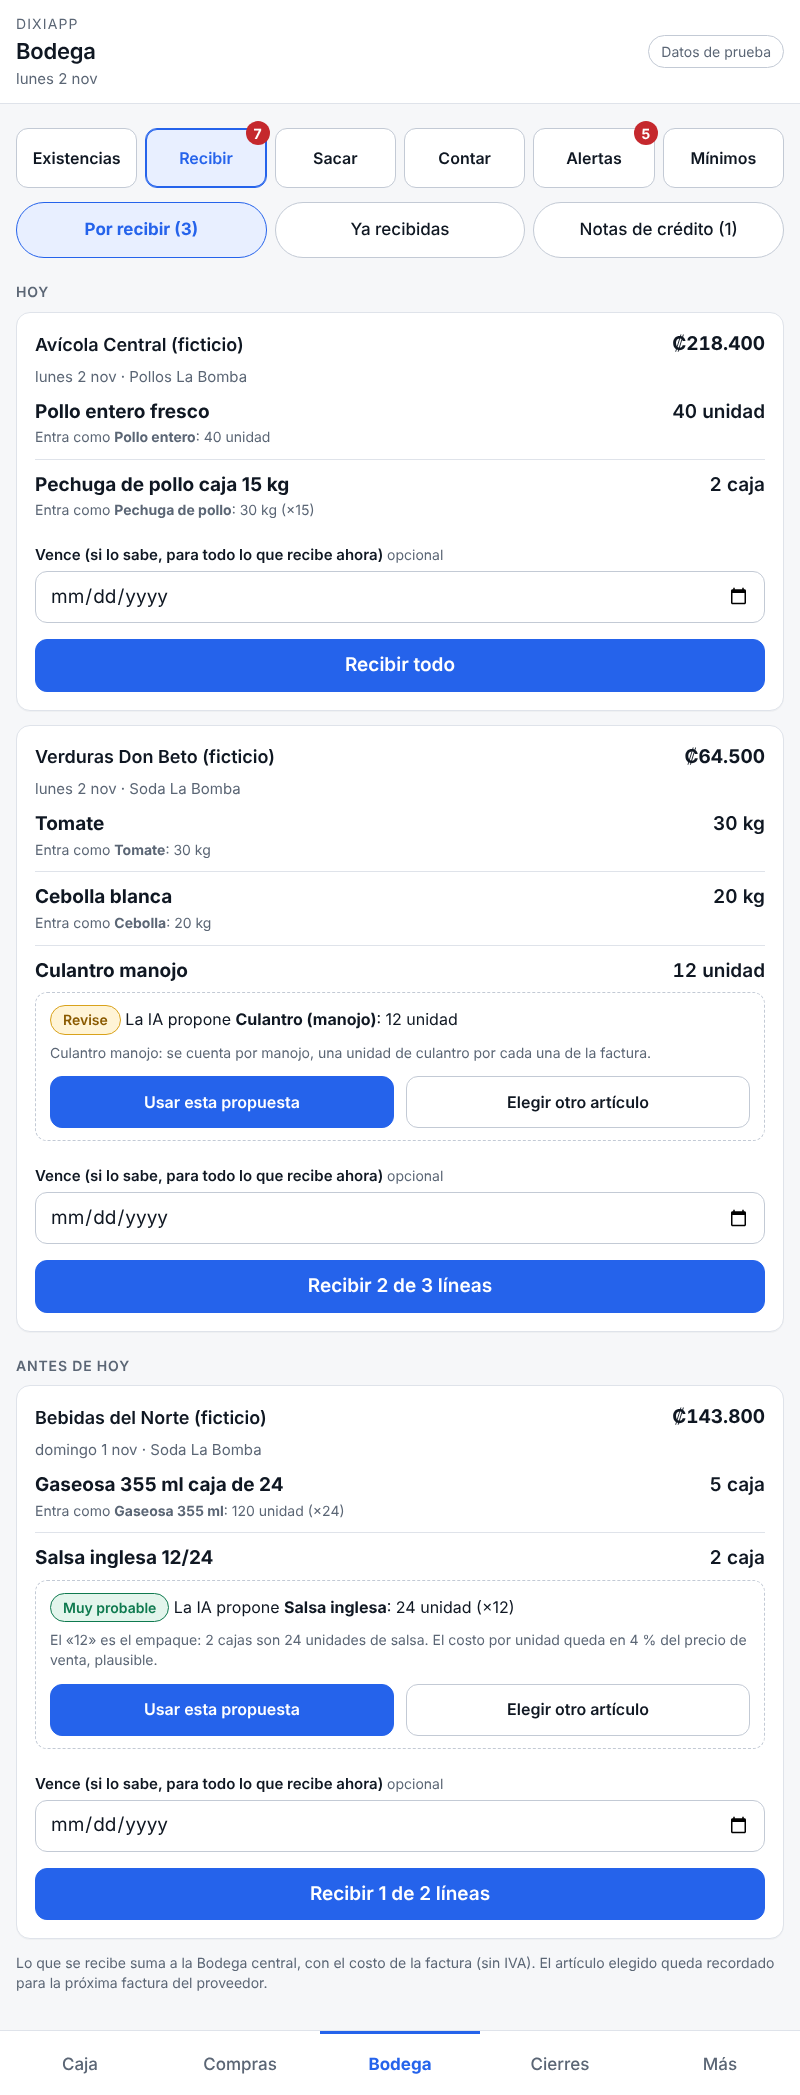 DIXIAPP
Bodega
lunes 2 nov
Datos de prueba
Existencias
Recibir
7
Sacar
Contar
Alertas
5
Mínimos
Por recibir (3)
Ya recibidas
Notas de crédito (1)
HOY
Avícola Central (ficticio)
₡218.400
lunes 2 nov · Pollos La Bomba
Pollo entero fresco
40 unidad
Entra como Pollo entero: 40 unidad
Pechuga de pollo caja 15 kg
2 caja
Entra como Pechuga de pollo: 30 kg (×15)
Vence (si lo sabe, para todo lo que recibe ahora) opcional
mm/dd/yyyy
Recibir todo
Verduras Don Beto (ficticio)
₡64.500
lunes 2 nov · Soda La Bomba
Tomate
30 kg
Entra como Tomate: 30 kg
Cebolla blanca
20 kg
Entra como Cebolla: 20 kg
Culantro manojo
12 unidad
Revise La IA propone Culantro (manojo): 12 unidad
Culantro manojo: se cuenta por manojo, una unidad de culantro por cada una de la factura.
Usar esta propuesta
Elegir otro artículo
Vence (si lo sabe, para todo lo que recibe ahora) opcional
mm/dd/yyyy
Recibir 2 de 3 líneas
ANTES DE HOY
Bebidas del Norte (ficticio)
₡143.800
domingo 1 nov · Soda La Bomba
Gaseosa 355 ml caja de 24
5 caja
Entra como Gaseosa 355 ml: 120 unidad (×24)
Salsa inglesa 12/24
2 caja
Muy probable La IA propone Salsa inglesa: 24 unidad (×12)
El «12» es el empaque: 2 cajas son 24 unidades de salsa. El costo por unidad queda en 4 % del precio de
venta, plausible.
Usar esta propuesta
Elegir otro artículo
Vence (si lo sabe, para todo lo que recibe ahora) opcional
mm/dd/yyyy
Recibir 1 de 2 líneas
Lo que se recibe suma a la Bodega central, con el costo de la factura (sin IVA). El artículo elegido queda recordado
para la próxima factura del proveedor.
Caja
Compras
Bodega
Cierres
Más